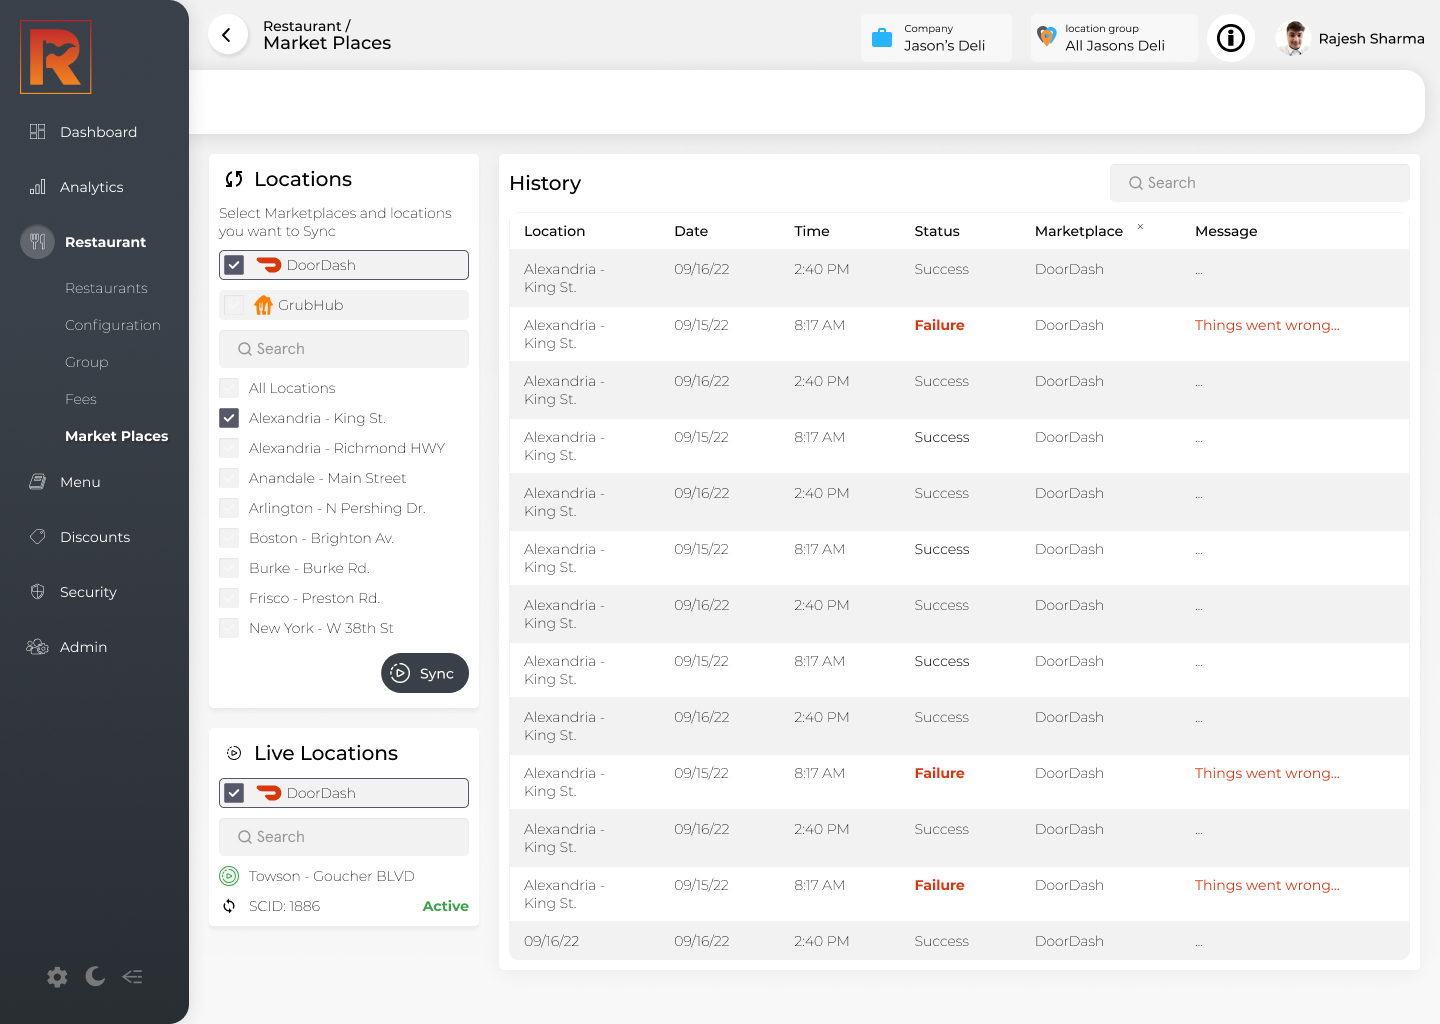 Restaurant /
Market Places
Company
Jason's Deli
location group
All Jasons Deli
Rajesh Sharma
Dashboard
Analytics
Restaurant
Restaurants
Configuration
Group
Fees
Market Places
Menu
Discounts
Security
Admin
Locations
Select Marketplaces and locations
you want to Sync
DoorDash
GrubHub
Search
All Locations
Alexandria - King St.
Alexandria - Richmond HWY
Anandale - Main Street
Arlington - N Pershing Dr.
Boston - Brighton Av.
Burke - Burke Rd.
Frisco - Preston Rd.
New York - W 38th St
Sync
Live Locations
DoorDash
Search
Towson - Goucher BLVD
SCID: 1886 Active
History
Search
Location Date Time Status Marketplace × Message
Alexandria - 09/16/22 2:40 PM Success DoorDash ...
King St.
Alexandria - 09/15/22 8:17 AM Failure DoorDash Things went wrong...
King St.
Alexandria - 09/16/22 2:40 PM Success DoorDash ...
King St.
Alexandria - 09/15/22 8:17 AM Success DoorDash ...
King St.
Alexandria - 09/16/22 2:40 PM Success DoorDash ...
King St.
Alexandria - 09/15/22 8:17 AM Success DoorDash ...
King St.
Alexandria - 09/16/22 2:40 PM Success DoorDash ...
King St.
Alexandria - 09/15/22 8:17 AM Success DoorDash ...
King St.
Alexandria - 09/16/22 2:40 PM Success DoorDash ...
King St.
Alexandria - 09/15/22 8:17 AM Failure DoorDash Things went wrong...
King St.
Alexandria - 09/16/22 2:40 PM Success DoorDash ...
King St.
Alexandria - 09/15/22 8:17 AM Failure DoorDash Things went wrong...
King St.
09/16/22 09/16/22 2:40 PM Success DoorDash ...